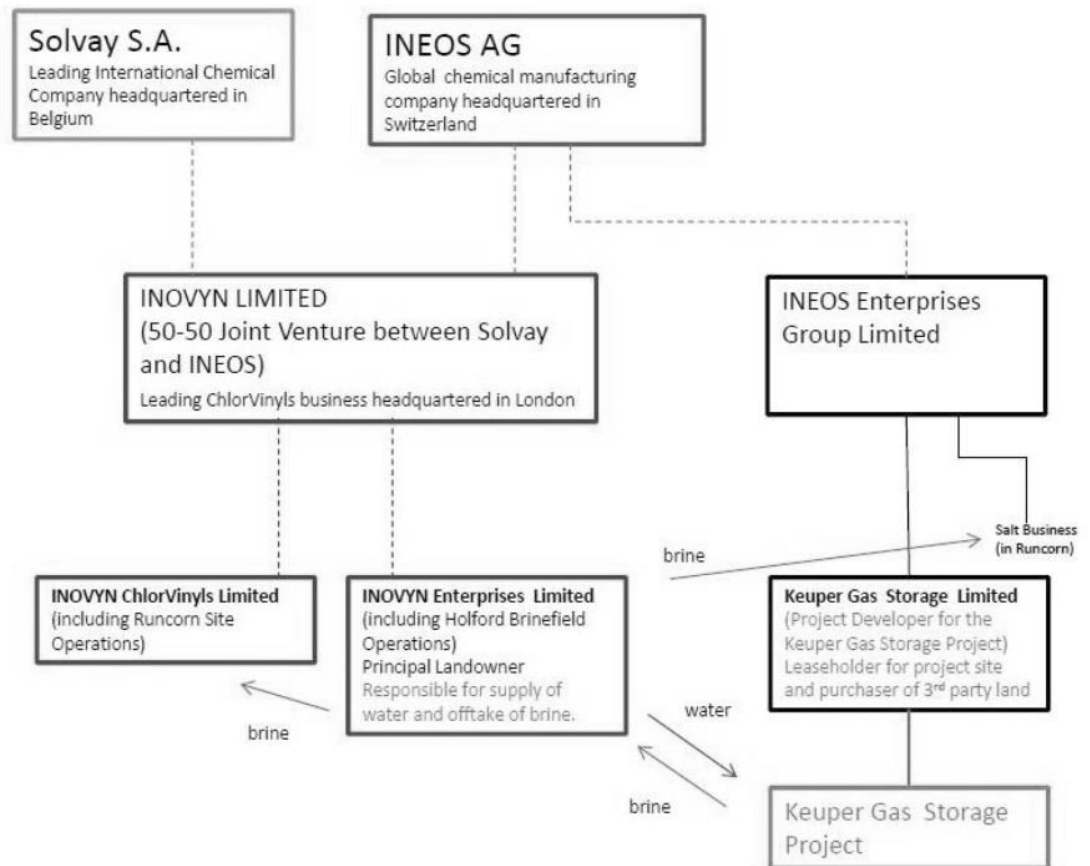 Solvay S.A.
Leading International Chemical
Company headquartered in
Belgium
INEOS AG
Global chemical manufacturing
company headquartered in
Switzerland
INOVYN LIMITED
(50-50 Joint Venture between Solvay
and INEOS)
Leading ChlorVinyls business headquartered in London
INEOS Enterprises
Group Limited
Salt Business
(in Runcorn)
brine
INOVYN ChlorVinyls Limited
(including Runcorn Site
Operations)
INOVYN Enterprises Limited
(including Holford Brinefield
Operations)
Principal Landowner
Responsible for supply of
water and offtake of brine.
Keuper Gas Storage Limited
(Project Developer for the
Keuper Gas Storage Project)
Leaseholder for project site
and purchaser of 3rd party land
brine
water
brine
Keuper Gas Storage
Project